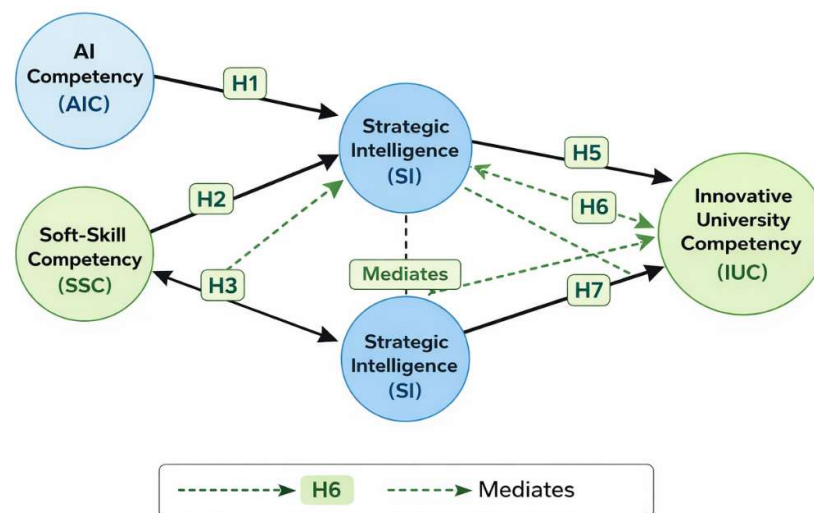 AI
Competency
(AIC)
H1
Strategic
Intelligence
(SI)
H5
H2
H6
Innovative
University
Competency
(IUC)
Soft-Skill
Competency
(SSC)
H3
Mediates
H7
Strategic
Intelligence
(SI)
H6
Mediates